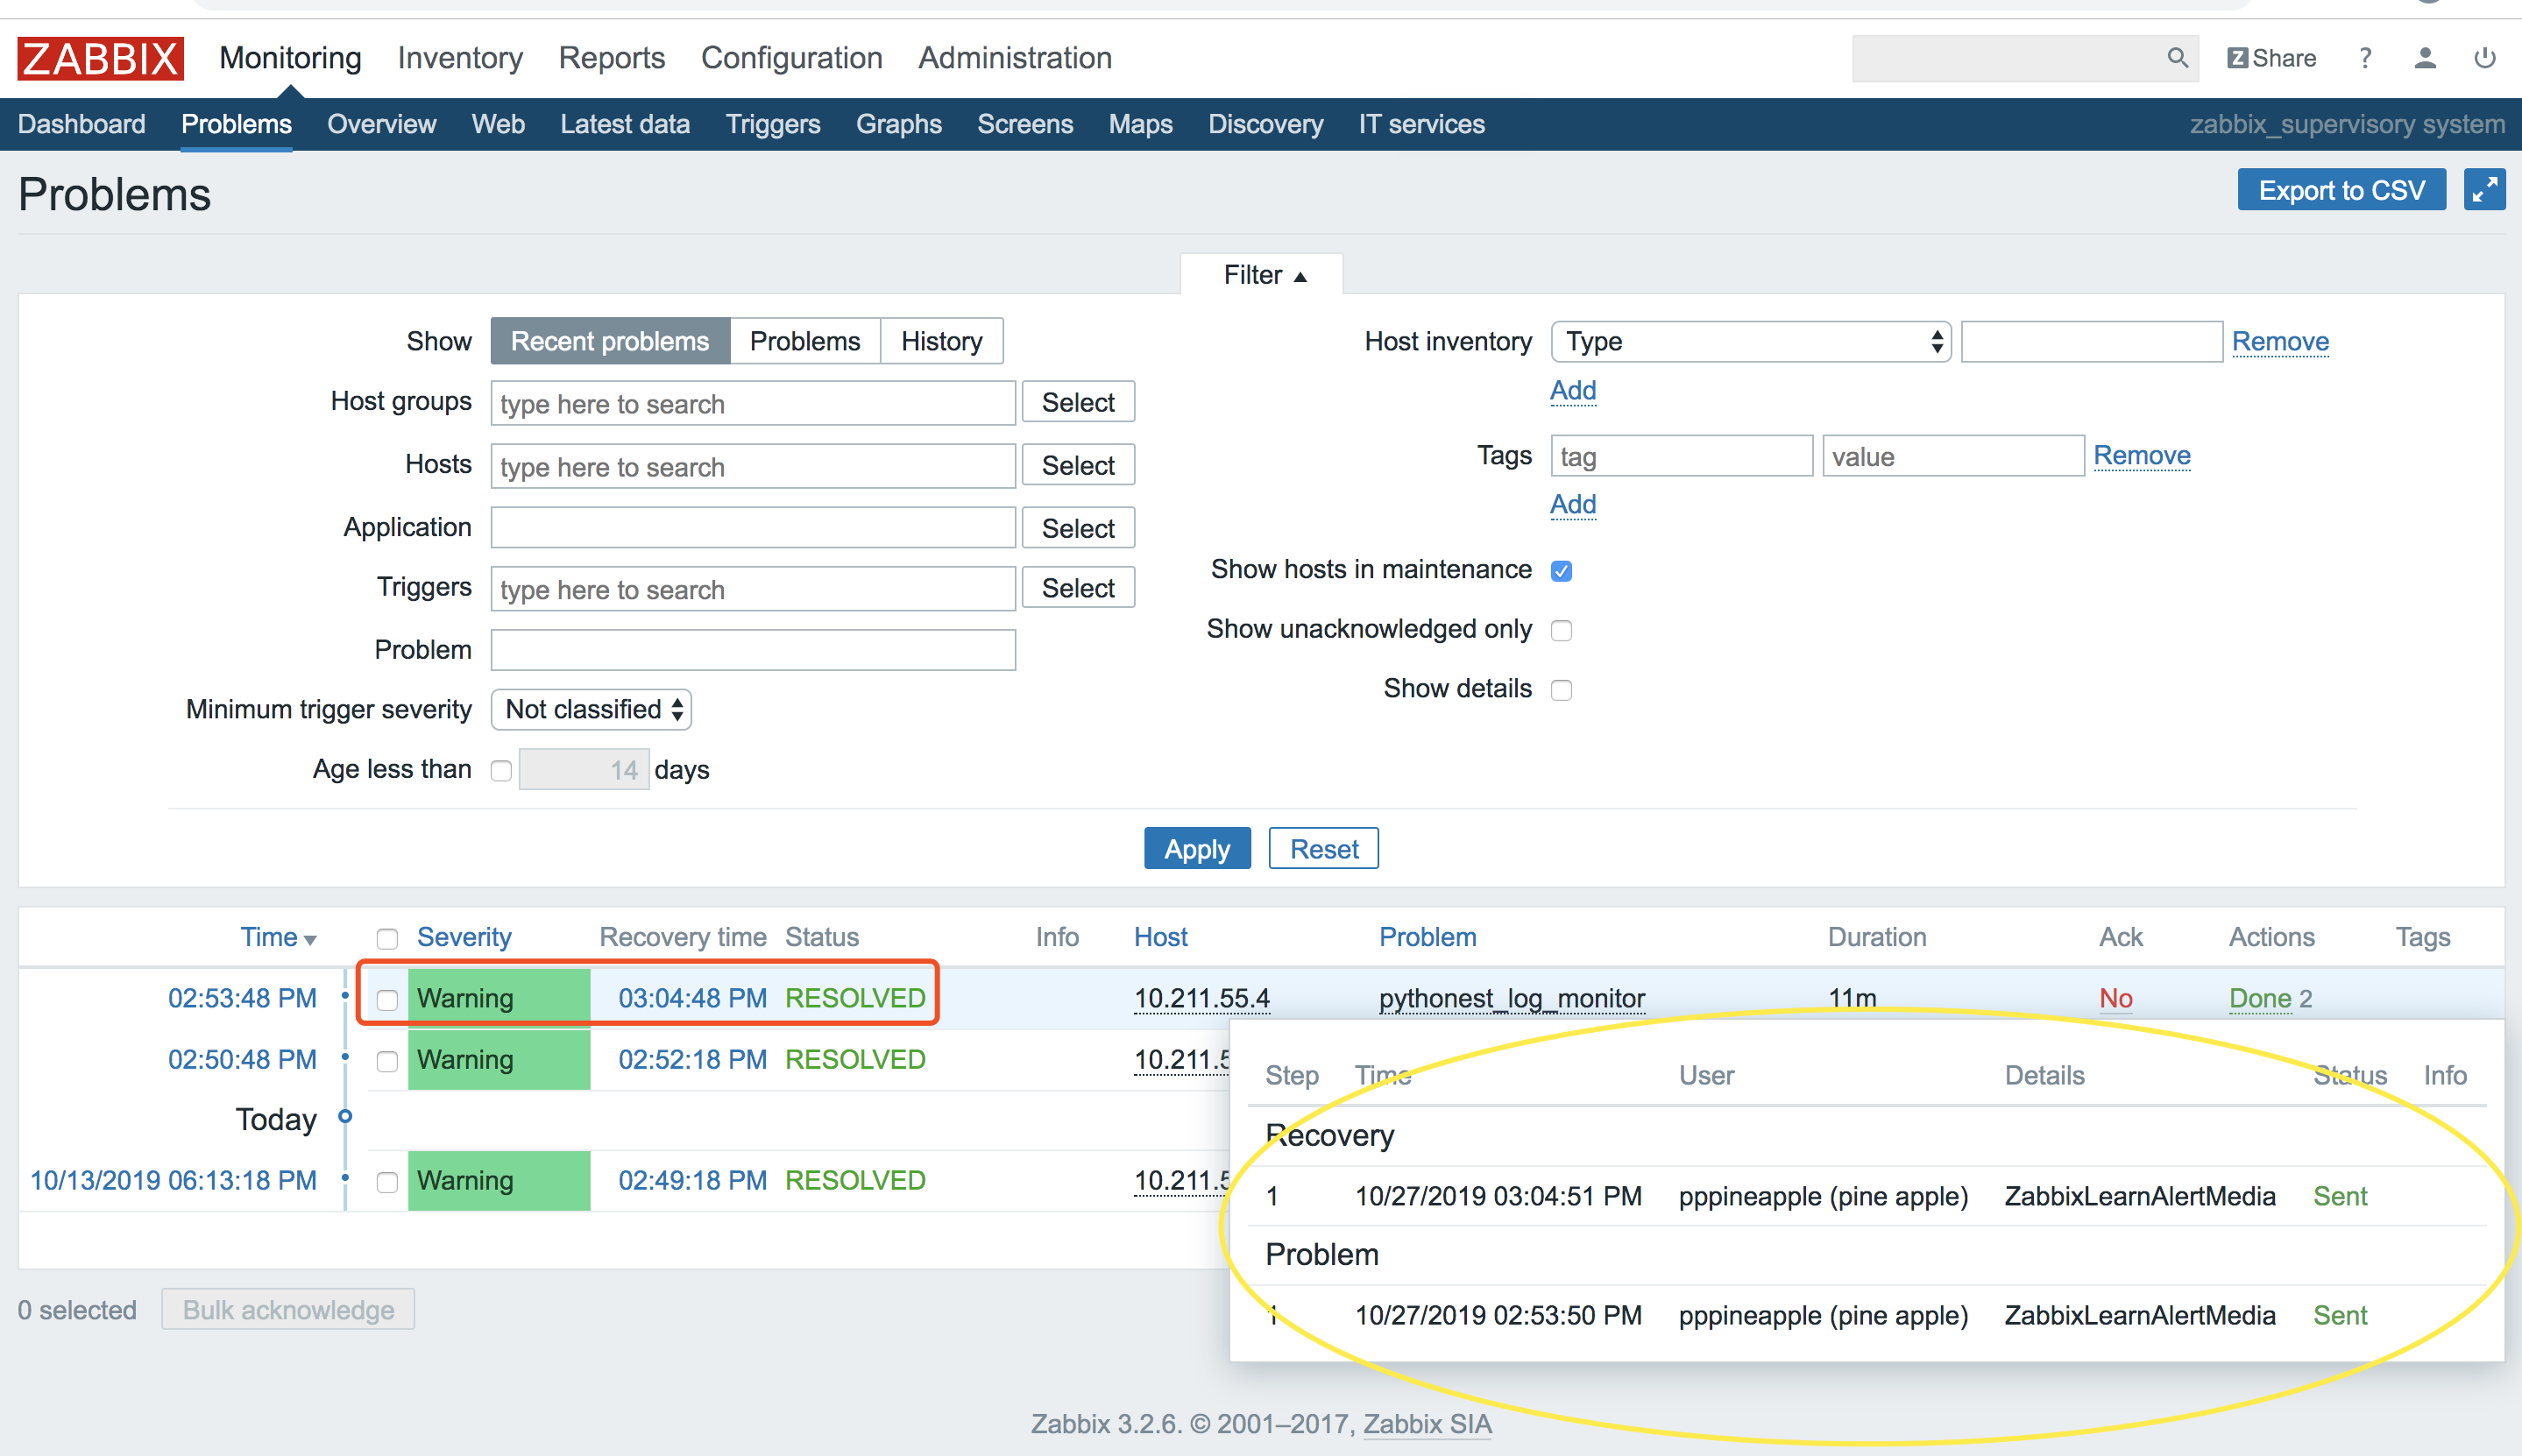 ZABBIX Monitoring Inventory Reports Configuration Administration Z Share ?
Dashboard Problems Overview Web Latest data Triggers Graphs Screens Maps Discovery IT services zabbix_supervisory system
Problems Export to CSV
Filter ▲
Show Recent problems Problems History Host inventory Type Remove
Add
Host groups type here to search Select
Tags tag value Remove
Hosts type here to search Select
Add
Application Select
Show hosts in maintenance
Triggers type here to search Select
Show unacknowledged only
Problem
Show details
Minimum trigger severity Not classified
Age less than 14 days
Apply Reset
Time ▼ Severity Recovery time Status Info Host Problem Duration Ack Actions Tags
02:53:48 PM Warning 03:04:48 PM RESOLVED 10.211.55.4 pythonest_log_monitor 11m No Done 2
02:50:48 PM Warning 02:52:18 PM RESOLVED 10.211.5
Today
10/13/2019 06:13:18 PM Warning 02:49:18 PM RESOLVED 10.211.5
Step Time User Details Status Info
Recovery
1 10/27/2019 03:04:51 PM pppineapple (pine apple) ZabbixLearnAlertMedia Sent
Problem
1 10/27/2019 02:53:50 PM pppineapple (pine apple) ZabbixLearnAlertMedia Sent
0 selected Bulk acknowledge
Zabbix 3.2.6. © 2001–2017, Zabbix SIA